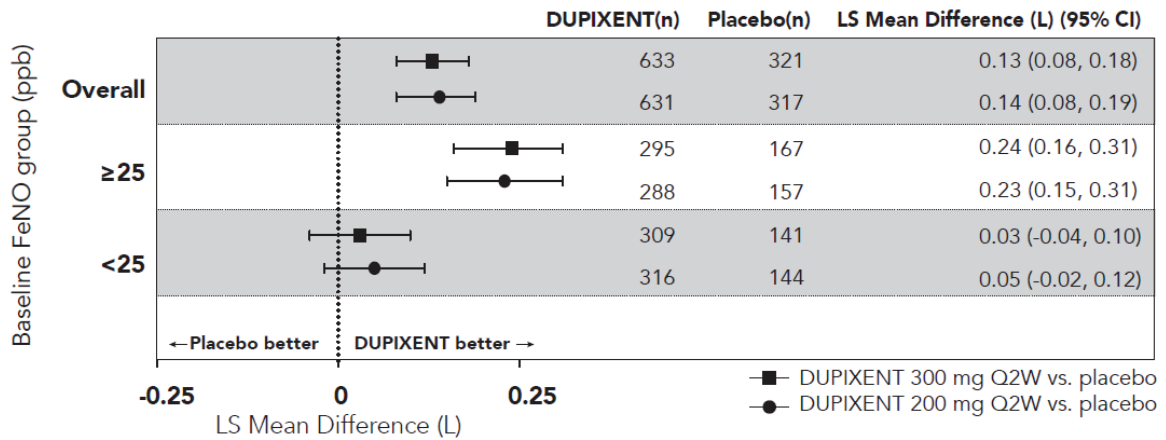 DUPIXENT(n) Placebo(n) LS Mean Difference (L) (95% CI)
Baseline FeNO group (ppb)
Overall
633 321 0.13 (0.08, 0.18)
631 317 0.14 (0.08, 0.19)
≥25
295 167 0.24 (0.16, 0.31)
288 157 0.23 (0.15, 0.31)
<25
309 141 0.03 (-0.04, 0.10)
316 144 0.05 (-0.02, 0.12)
←Placebo better DUPIXENT better→
-0.25 0 0.25
LS Mean Difference (L)
DUPIXENT 300 mg Q2W vs. placebo
DUPIXENT 200 mg Q2W vs. placebo